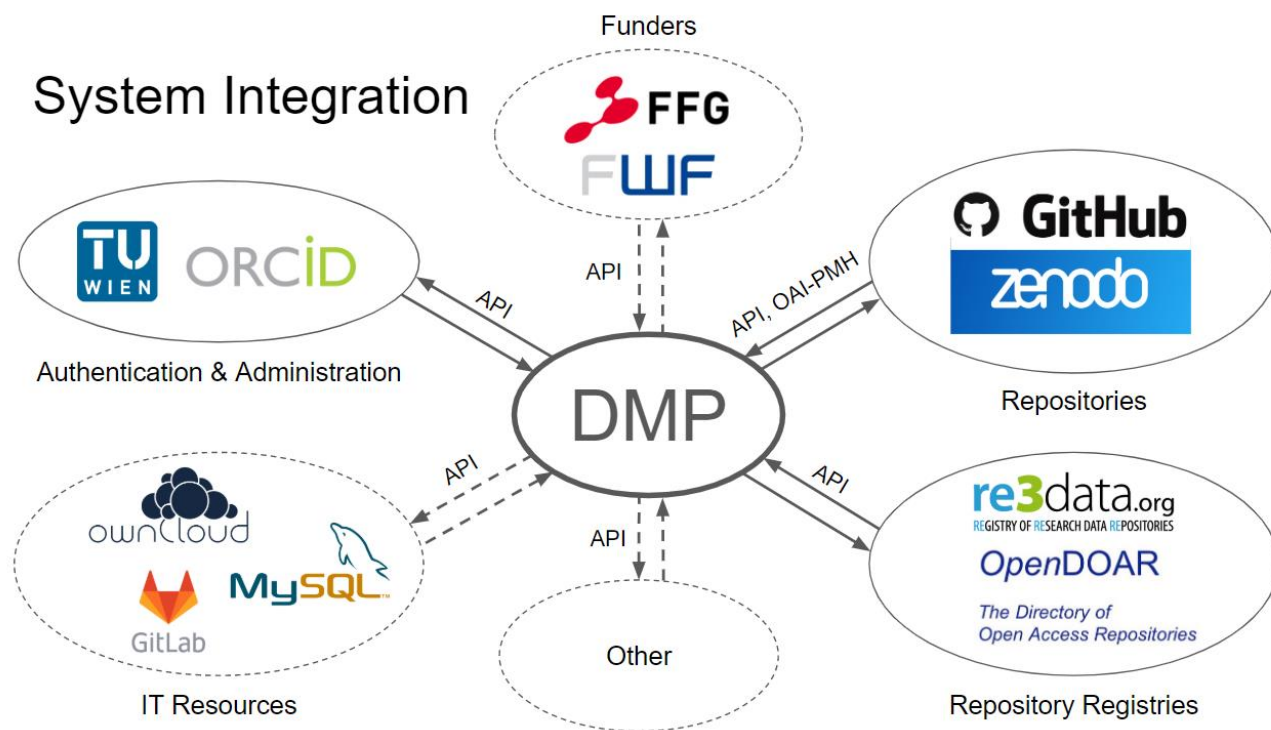 System Integration
Funders
FFG
FWF
TU
WIEN
ORCiD
Authentication & Administration
API
API
API, OAI-PMH
GitHub
zenodo
Repositories
DMP
ownCloud
MySQL™
GitLab
IT Resources
API
API
Other
API
re3data.org
REGISTRY OF RESEARCH DATA REPOSITORIES
OpenDOAR
The Directory of
Open Access Repositories
Repository Registries